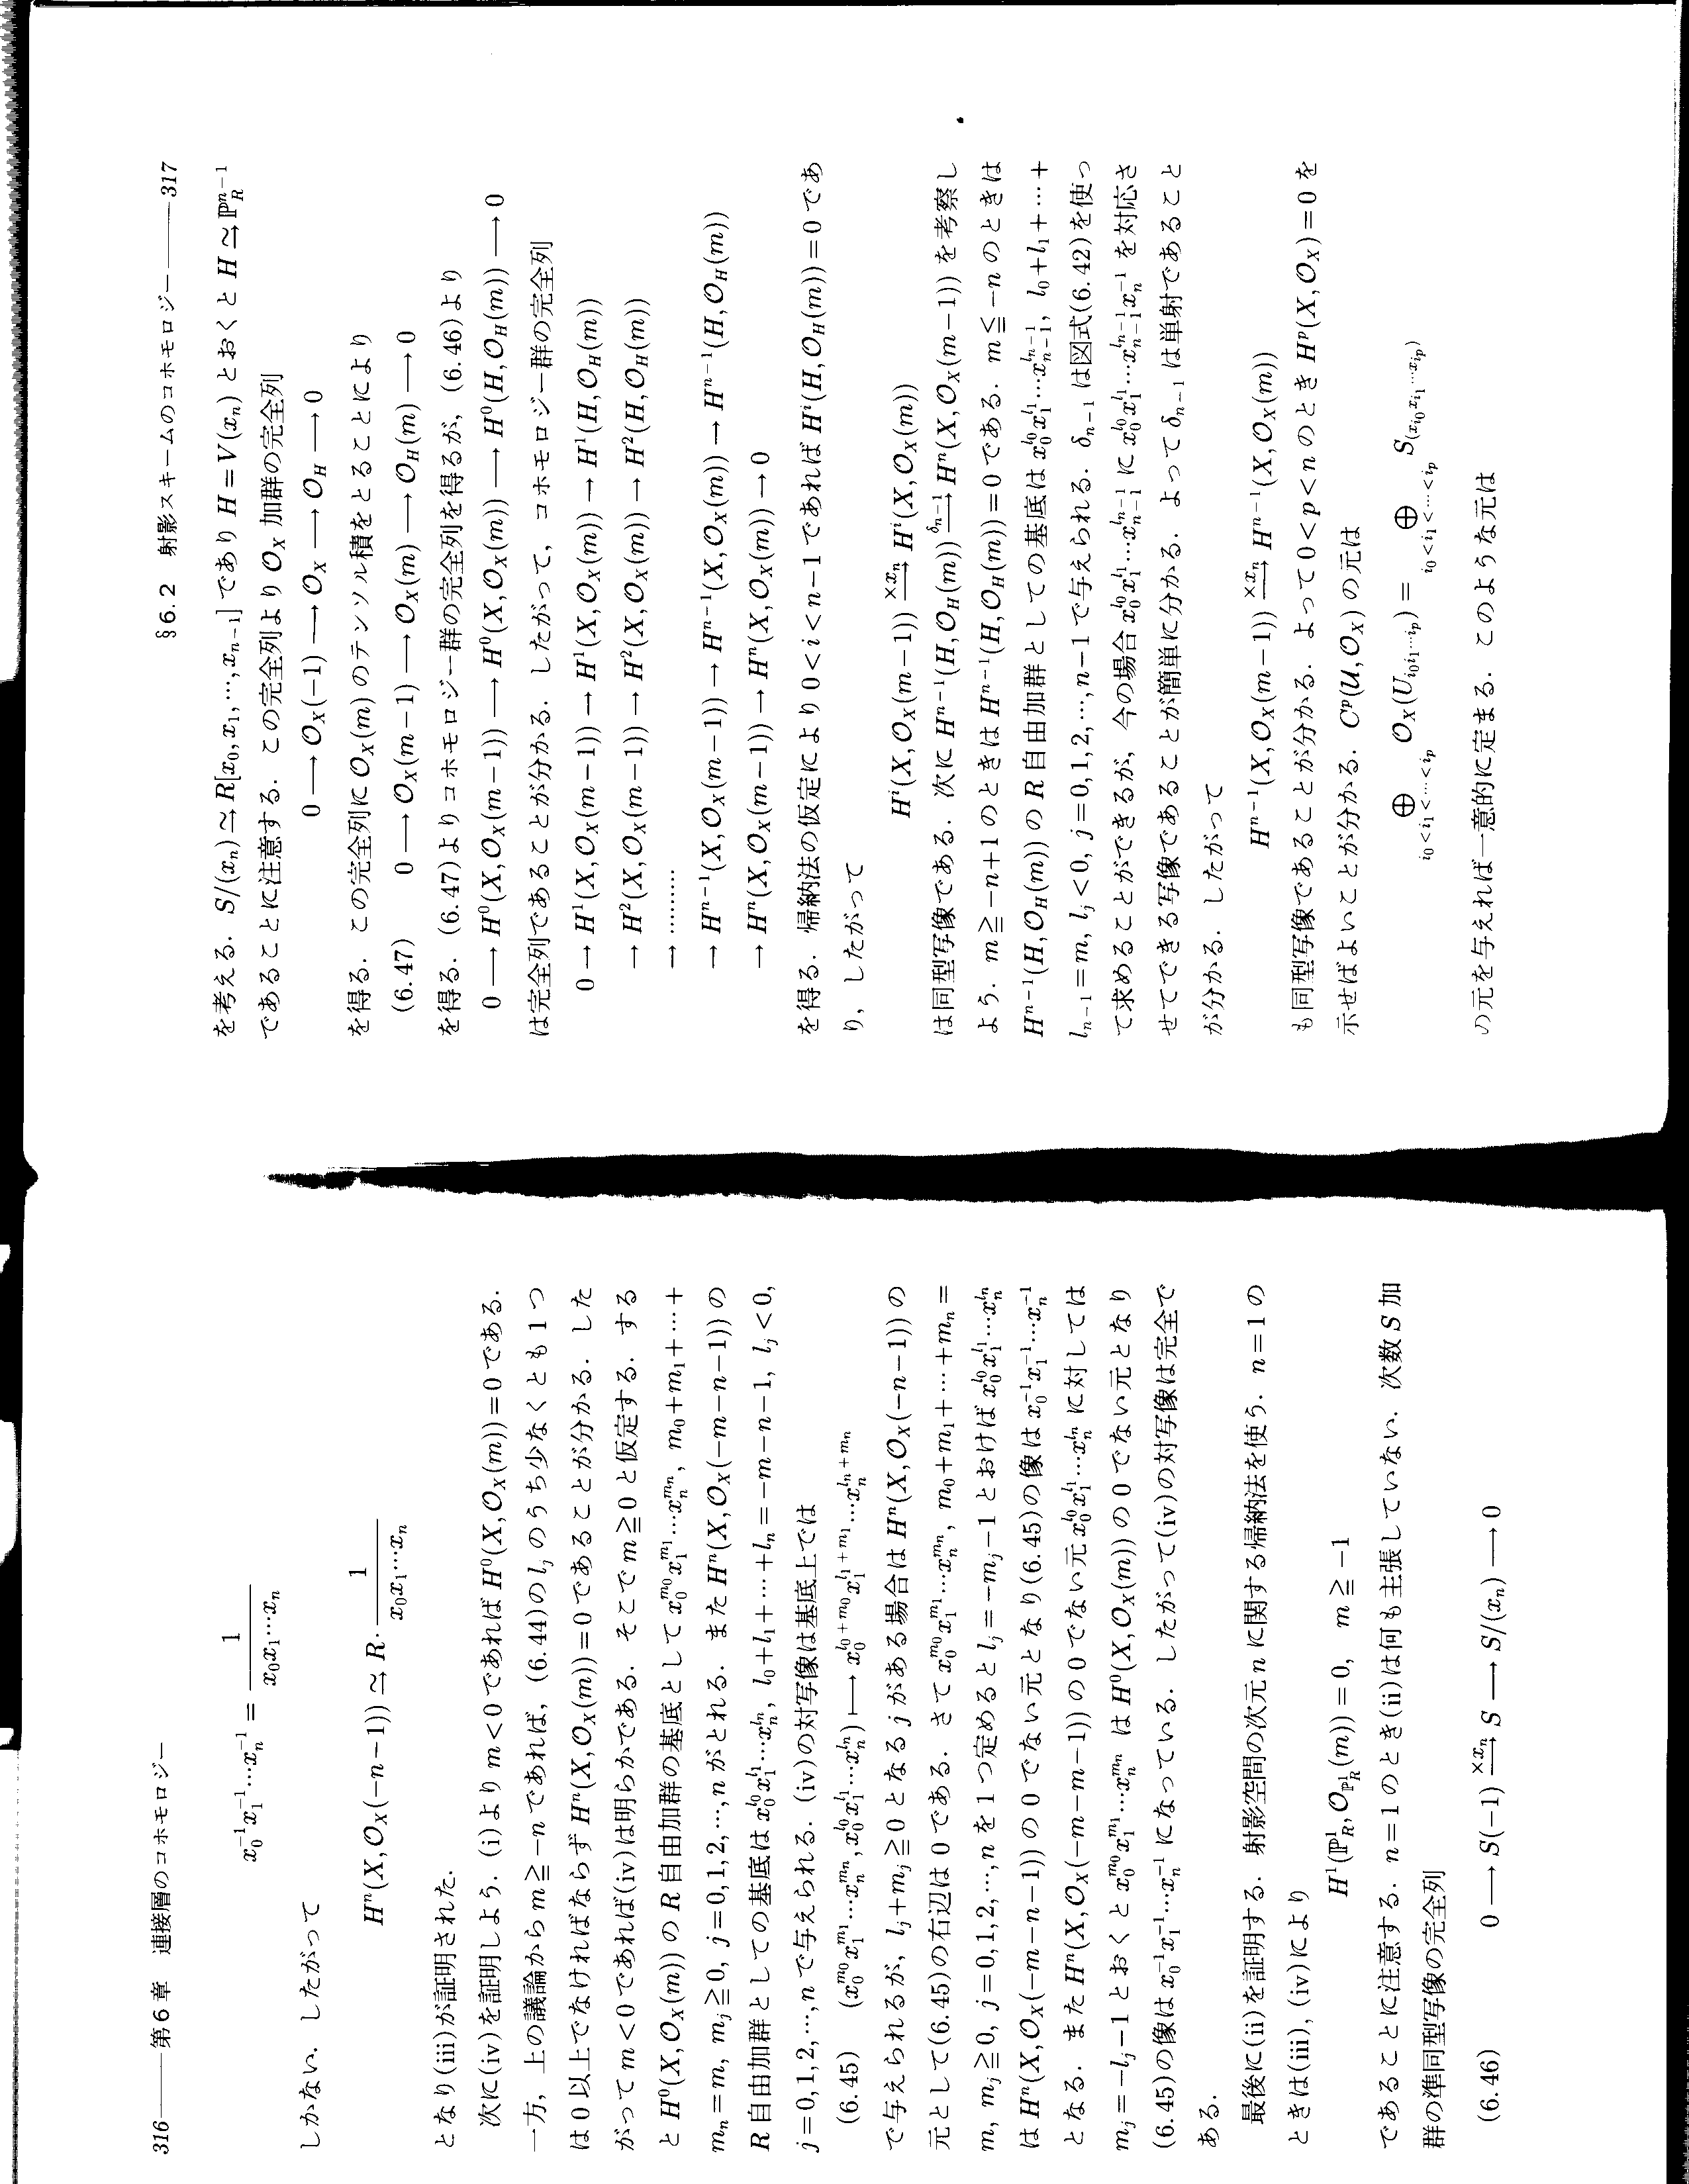 316———第6章 連接層のコホモロジー
$x_0^{-1}x_1^{-1}\cdots x_n^{-1} = \frac{1}{x_0x_1\cdots x_n}$
しかない．したがって
$H^n(X, \mathcal{O}_X(-n-1)) \simeq R\cdot\frac{1}{x_0x_1\cdots x_n}$
となり(iii)が証明された．
次に(iv)を証明しよう．(i)より $m<0$ であれば $H^0(X, \mathcal{O}_X(m))=0$ である．
一方，上の議論から $m \geqq -n$ であれば，(6.44)の $l_j$ のうち少なくとも1つ
は0以上でなければならず $H^n(X, \mathcal{O}_X(m))=0$ であることが分かる．した
がって $m<0$ であれば(iv)は明らかである．そこで $m \geqq 0$ と仮定する．する
と $H^0(X, \mathcal{O}_X(m))$ の $R$ 自由加群の基底として $x_0^{m_0}x_1^{m_1}\cdots x_n^{m_n}$, $m_0+m_1+\cdots+$
$m_n=m$, $m_j \geqq 0$, $j=0,1,2,\cdots,n$ がとれる．また $H^n(X, \mathcal{O}_X(-m-n-1))$ の
$R$ 自由加群としての基底は $x_0^{l_0}x_1^{l_1}\cdots x_n^{l_n}$, $l_0+l_1+\cdots+l_n=-m-n-1$, $l_j<0$,
$j=0,1,2,\cdots,n$ で与えられる．(iv)の対写像は基底上では
(6.45) $(x_0^{m_0}x_1^{m_1}\cdots x_n^{m_n}, x_0^{l_0}x_1^{l_1}\cdots x_n^{l_n}) \longmapsto x_0^{l_0+m_0}x_1^{l_1+m_1}\cdots x_n^{l_n+m_n}$
で与えられるが，$l_j+m_j \geqq 0$ となる $j$ がある場合は $H^n(X, \mathcal{O}_X(-n-1))$ の
元として(6.45)の右辺は0である．さて $x_0^{m_0}x_1^{m_1}\cdots x_n^{m_n}$, $m_0+m_1+\cdots+m_n=$
$m$, $m_j \geqq 0$, $j=0,1,2,\cdots,n$ を1つ定めると $l_j=-m_j-1$ とおけば $x_0^{l_0}x_1^{l_1}\cdots x_n^{l_n}$
は $H^n(X, \mathcal{O}_X(-m-n-1))$ の0でない元となり(6.45)の像は $x_0^{-1}x_1^{-1}\cdots x_n^{-1}$
となる．また $H^n(X, \mathcal{O}_X(-m-n-1))$ の0でない元 $x_0^{l_0}x_1^{l_1}\cdots x_n^{l_n}$ に対しては
$m_j=-l_j-1$ とおくと $x_0^{m_0}x_1^{m_1}\cdots x_n^{m_n}$ は $H^0(X, \mathcal{O}_X(m))$ の0でない元となり
(6.45)の像は $x_0^{-1}x_1^{-1}\cdots x_n^{-1}$ になっている．したがって(iv)の対写像は完全で
ある．
最後に(ii)を証明する．射影空間の次元 $n$ に関する帰納法を使う．$n=1$ の
ときは(iii),(iv)により
$H^1(\mathbb{P}_R^1, \mathcal{O}_{\mathbb{P}_R^1}(m))=0, \quad m \geqq -1$
であることに注意する．$n=1$ のとき(ii)は何も主張していない．次数 $S$ 加
群の準同型写像の完全列
(6.46) $0 \longrightarrow S(-1) \xrightarrow{\times x_n} S \longrightarrow S/(x_n) \longrightarrow 0$
§6.2 射影スキームのコホモロジー———317
を考える．$S/(x_n) \simeq R[x_0, x_1, \cdots, x_{n-1}]$ であり $H=V(x_n)$ とおくと $H \simeq \mathbb{P}_R^{n-1}$
であることに注意する．この完全列より $\mathcal{O}_X$ 加群の完全列
$0 \longrightarrow \mathcal{O}_X(-1) \longrightarrow \mathcal{O}_X \longrightarrow \mathcal{O}_H \longrightarrow 0$
を得る．この完全列に $\mathcal{O}_X(m)$ のテンソル積をとることにより
(6.47) $0 \longrightarrow \mathcal{O}_X(m-1) \longrightarrow \mathcal{O}_X(m) \longrightarrow \mathcal{O}_H(m) \longrightarrow 0$
を得る．(6.47)よりコホモロジー群の完全列を得るが，(6.46)より
$0 \longrightarrow H^0(X, \mathcal{O}_X(m-1)) \longrightarrow H^0(X, \mathcal{O}_X(m)) \longrightarrow H^0(H, \mathcal{O}_H(m)) \longrightarrow 0$
は完全列であることが分かる．したがって，コホモロジー群の完全列
$0 \to H^1(X, \mathcal{O}_X(m-1)) \to H^1(X, \mathcal{O}_X(m)) \to H^1(H, \mathcal{O}_H(m))$
$\to H^2(X, \mathcal{O}_X(m-1)) \to H^2(X, \mathcal{O}_X(m)) \to H^2(H, \mathcal{O}_H(m))$
$\to \cdots\cdots\cdots$
$\to H^{n-1}(X, \mathcal{O}_X(m-1)) \to H^{n-1}(X, \mathcal{O}_X(m)) \to H^{n-1}(H, \mathcal{O}_H(m))$
$\to H^n(X, \mathcal{O}_X(m-1)) \to H^n(X, \mathcal{O}_X(m)) \to 0$
を得る．帰納法の仮定により $0<i<n-1$ であれば $H^i(H, \mathcal{O}_H(m))=0$ であ
り，したがって
$H^i(X, \mathcal{O}_X(m-1)) \xrightarrow{\times x_n} H^i(X, \mathcal{O}_X(m))$
は同型写像である．次に $H^{n-1}(H, \mathcal{O}_H(m)) \xrightarrow{\delta_{n-1}} H^n(X, \mathcal{O}_X(m-1))$ を考察し
よう．$m \geqq -n+1$ のときは $H^{n-1}(H, \mathcal{O}_H(m))=0$ である．$m \leqq -n$ のときは
$H^{n-1}(H, \mathcal{O}_H(m))$ の $R$ 自由加群としての基底は $x_0^{l_0}x_1^{l_1}\cdots x_{n-1}^{l_{n-1}}$, $l_0+l_1+\cdots+$
$l_{n-1}=m$, $l_j<0$, $j=0,1,2,\cdots,n-1$ で与えられる．$\delta_{n-1}$ は図式(6.42)を使っ
て求めることができるが，今の場合 $x_0^{l_0}x_1^{l_1}\cdots x_{n-1}^{l_{n-1}}$ に $x_0^{l_0}x_1^{l_1}\cdots x_{n-1}^{l_{n-1}}x_n^{-1}$ を対応さ
せてできる写像であることが簡単に分かる．よって $\delta_{n-1}$ は単射であること
が分かる．したがって
$H^{n-1}(X, \mathcal{O}_X(m-1)) \xrightarrow{\times x_n} H^{n-1}(X, \mathcal{O}_X(m))$
も同型写像であることが分かる．よって $0<p<n$ のとき $H^p(X, \mathcal{O}_X)=0$ を
示せばよいことが分かる．$C^p(\mathcal{U}, \mathcal{O}_X)$ の元は
$\bigoplus_{i_0<i_1<\cdots<i_p} \mathcal{O}_X(U_{i_0i_1\cdots i_p}) = \bigoplus_{i_0<i_1<\cdots<i_p} S_{(x_{i_0}x_{i_1}\cdots x_{i_p})}$
の元を与えれば一意的に定まる．このような元は